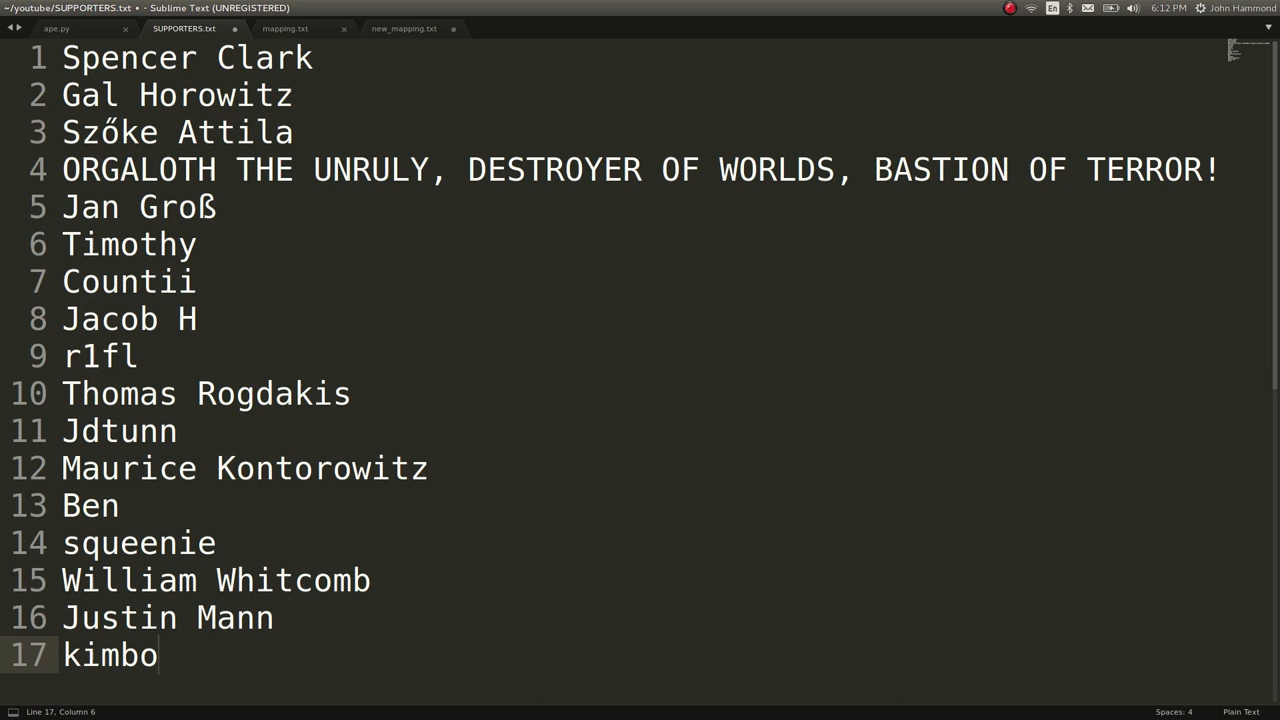 ~/youtube/SUPPORTERS.txt • - Sublime Text (UNREGISTERED)
En
6:12 PM
John Hammond
ape.py
SUPPORTERS.txt
mapping.txt
new_mapping.txt
1 Spencer Clark
2 Gal Horowitz
3 Szőke Attila
4 ORGALOTH THE UNRULY, DESTROYER OF WORLDS, BASTION OF TERROR!
5 Jan Groß
6 Timothy
7 Countii
8 Jacob H
9 r1fl
10 Thomas Rogdakis
11 Jdtunn
12 Maurice Kontorowitz
13 Ben
14 squeenie
15 William Whitcomb
16 Justin Mann
17 kimbo
Line 17, Column 6
Spaces: 4
Plain Text